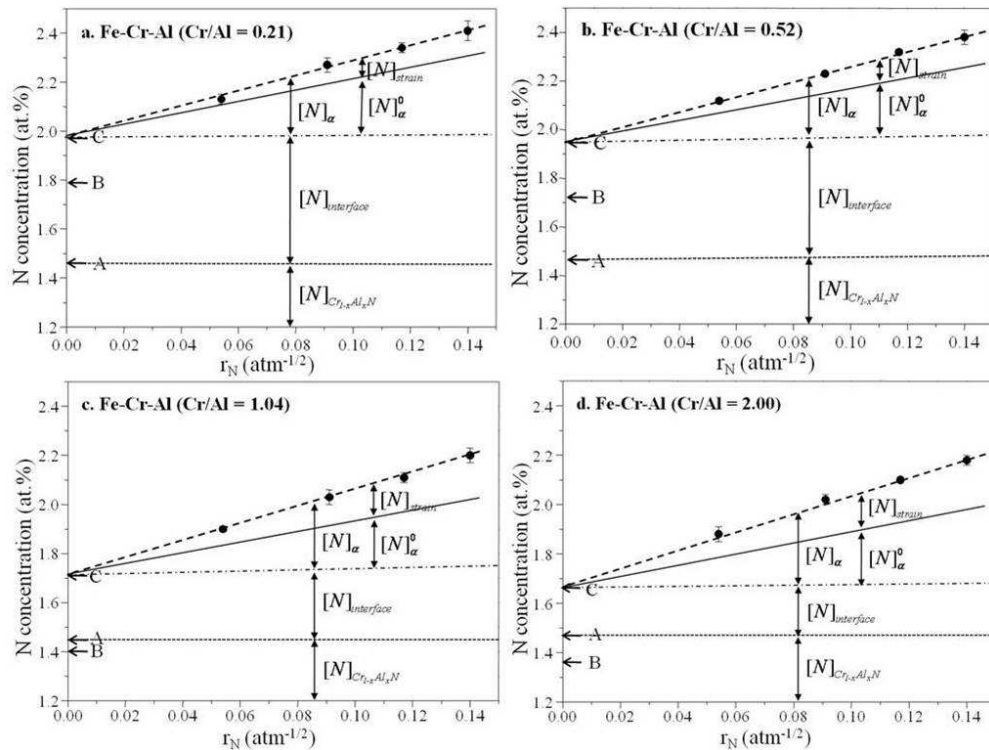 a. Fe-Cr-Al (Cr/Al = 0.21)
N concentration (at.%)
2.4
2.2
2.0
1.8
1.6
1.4
1.2
C
B
A
[N]strain
[N]α
[N]α⁰
[N]interface
[N]Cr1-xAlxN
0.00 0.02 0.04 0.06 0.08 0.10 0.12 0.14
rN (atm-1/2)
b. Fe-Cr-Al (Cr/Al = 0.52)
N concentration (at.%)
2.4
2.2
2.0
1.8
1.6
1.4
1.2
C
B
A
[N]strain
[N]α
[N]α⁰
[N]interface
[N]Cr1-xAlxN
0.00 0.02 0.04 0.06 0.08 0.10 0.12 0.14
rN (atm-1/2)
c. Fe-Cr-Al (Cr/Al = 1.04)
N concentration (at.%)
2.4
2.2
2.0
1.8
1.6
1.4
1.2
C
A
B
[N]strain
[N]α
[N]α⁰
[N]interface
[N]Cr1-xAlxN
0.00 0.02 0.04 0.06 0.08 0.10 0.12 0.14
rN (atm-1/2)
d. Fe-Cr-Al (Cr/Al = 2.00)
N concentration (at.%)
2.4
2.2
2.0
1.8
1.6
1.4
1.2
C
A
B
[N]strain
[N]α
[N]α⁰
[N]interface
[N]Cr1-xAlxN
0.00 0.02 0.04 0.06 0.08 0.10 0.12 0.14
rN (atm-1/2)